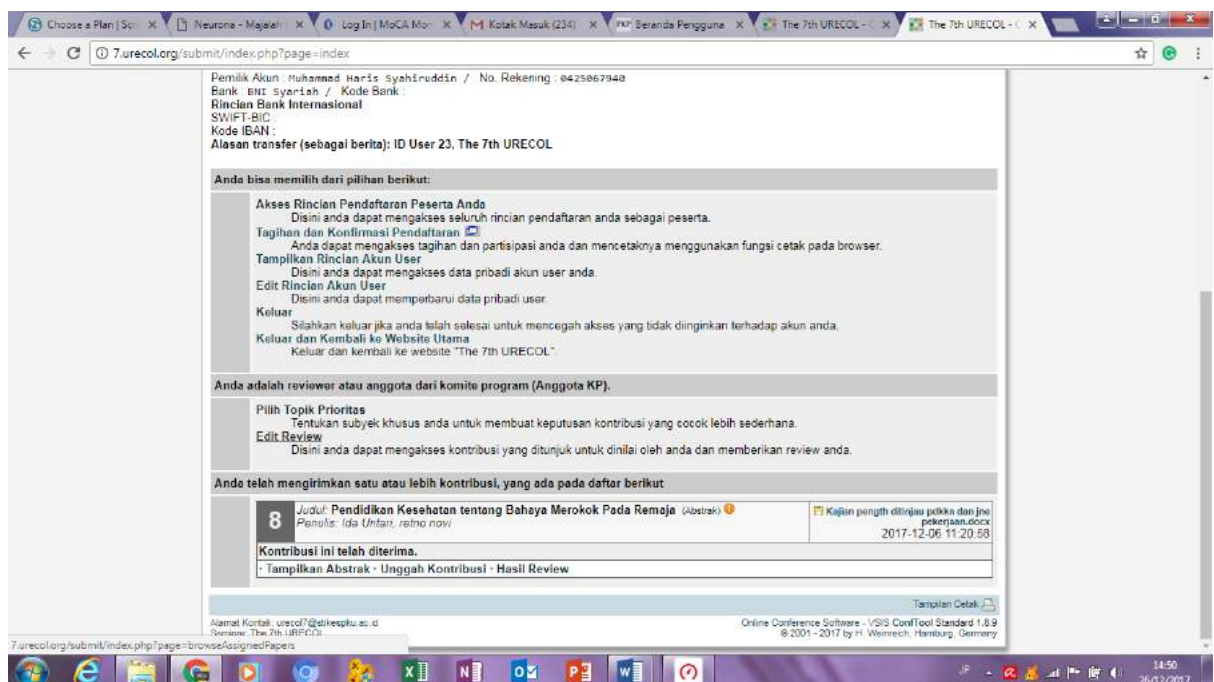 Choose a Plan | Sc
Neurona - Majalah
Log In | MoCA Mon
Kotak Masuk (234)
Beranda Pengguna
The 7th URECOL - C
The 7th URECOL - C
7.urecol.org/submit/index.php?page=index
Pemilik Akun : Muhammad Haris Syahiruddin / No. Rekening : 0425067940
Bank : BNI Syariah / Kode Bank :
Rincian Bank Internasional
SWIFT-BIC :
Kode IBAN :
Alasan transfer (sebagai berita): ID User 23, The 7th URECOL
Anda bisa memilih dari pilihan berikut:
Akses Rincian Pendaftaran Peserta Anda
Disini anda dapat mengakses seluruh rincian pendaftaran anda sebagai peserta.
Tagihan dan Konfirmasi Pendaftaran
Anda dapat mengakses tagihan dan partisipasi anda dan mencetaknya menggunakan fungsi cetak pada browser.
Tampilkan Rincian Akun User
Disini anda dapat mengakses data pribadi akun user anda.
Edit Rincian Akun User
Disini anda dapat memperbarui data pribadi user.
Keluar
Silahkan keluar jika anda telah selesai untuk mencegah akses yang tidak diinginkan terhadap akun anda.
Keluar dan Kembali ke Website Utama
Keluar dan kembali ke website "The 7th URECOL".
Anda adalah reviewer atau anggota dari komite program (Anggota KP).
Pilih Topik Prioritas
Tentukan subyek khusus anda untuk membuat keputusan kontribusi yang cocok lebih sederhana.
Edit Review
Disini anda dapat mengakses kontribusi yang ditunjuk untuk dinilai oleh anda dan memberikan review anda.
Anda telah mengirimkan satu atau lebih kontribusi, yang ada pada daftar berikut
8
Judul: Pendidikan Kesehatan tentang Bahaya Merokok Pada Remaja (Abstrak)
Penulis: Ida Untari, retno novi
Kajian pength ditinjau pdkkn dan jne
pekerjaan.docx
2017-12-06 11:20:58
Kontribusi ini telah diterima.
· Tampilkan Abstrak · Unggah Kontribusi · Hasil Review
Tampilan Cetak
Alamat Kontak: urecol7@stikespku.ac.id
Seminar: The 7th URECOL
Online Conference Software - VSIS ConfTool Standard 1.8.9
© 2001 - 2017 by H. Weinreich, Hamburg, Germany
7.urecol.org/submit/index.php?page=browseAssignedPapers
JP
14:50
26/12/2017